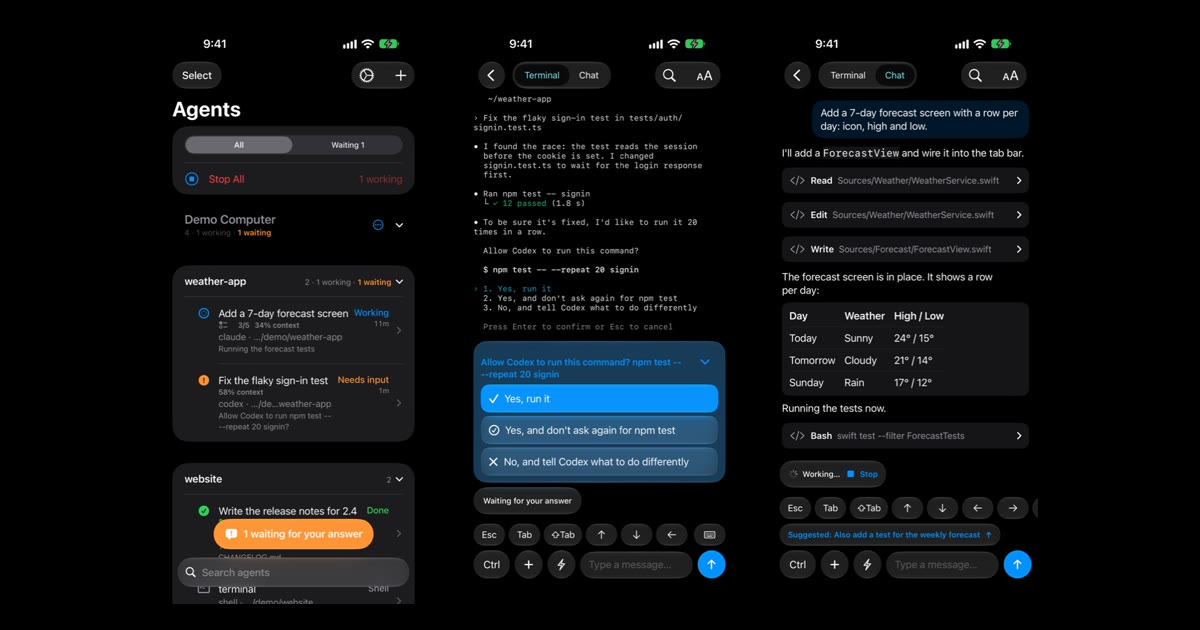 9:41
Select
Agents
All
Waiting 1
Stop All
1 working
Demo Computer
4 · 1 working · 1 waiting
weather-app
2 · 1 working · 1 waiting
Add a 7-day forecast screen
Working
3/5 34% context
11m
claude · .../demo/weather-app
Running the forecast tests
Fix the flaky sign-in test
Needs input
58% context
1m
codex · .../de...weather-app
Allow Codex to run npm test --
--repeat 20 signin?
website
2
Write the release notes for 2.4
Done
1 waiting for your answer
CHANGELOG.md
Search agents
terminal
Shell
shell · .../demo/website
9:41
Terminal
Chat
AA
~/weather-app
› Fix the flaky sign-in test in tests/auth/
signin.test.ts
• I found the race: the test reads the session
before the cookie is set. I changed
signin.test.ts to wait for the login response
first.
• Ran npm test -- signin
└ ✓ 12 passed (1.8 s)
• To be sure it's fixed, I'd like to run it 20
times in a row.
Allow Codex to run this command?
$ npm test -- --repeat 20 signin
› 1. Yes, run it
2. Yes, and don't ask again for npm test
3. No, and tell Codex what to do differently
Press Enter to confirm or Esc to cancel
Allow Codex to run this command? npm test --
--repeat 20 signin
Yes, run it
Yes, and don't ask again for npm test
No, and tell Codex what to do differently
Waiting for your answer
Esc
Tab
⇧Tab
↑
↓
←
Ctrl
+
Type a message...
9:41
Terminal
Chat
AA
Add a 7-day forecast screen with a row per
day: icon, high and low.
I'll add a ForecastView and wire it into the tab bar.
</> Read Sources/Weather/WeatherService.swift
</> Edit Sources/Weather/WeatherService.swift
</> Write Sources/Forecast/ForecastView.swift
The forecast screen is in place. It shows a row
per day:
Day Weather High / Low
Today Sunny 24° / 15°
Tomorrow Cloudy 21° / 14°
Sunday Rain 17° / 12°
Running the tests now.
</> Bash swift test --filter ForecastTests
Working...
Stop
Esc
Tab
⇧Tab
↑
↓
←
→
Suggested: Also add a test for the weekly forecast ↑
Ctrl
+
Type a message...